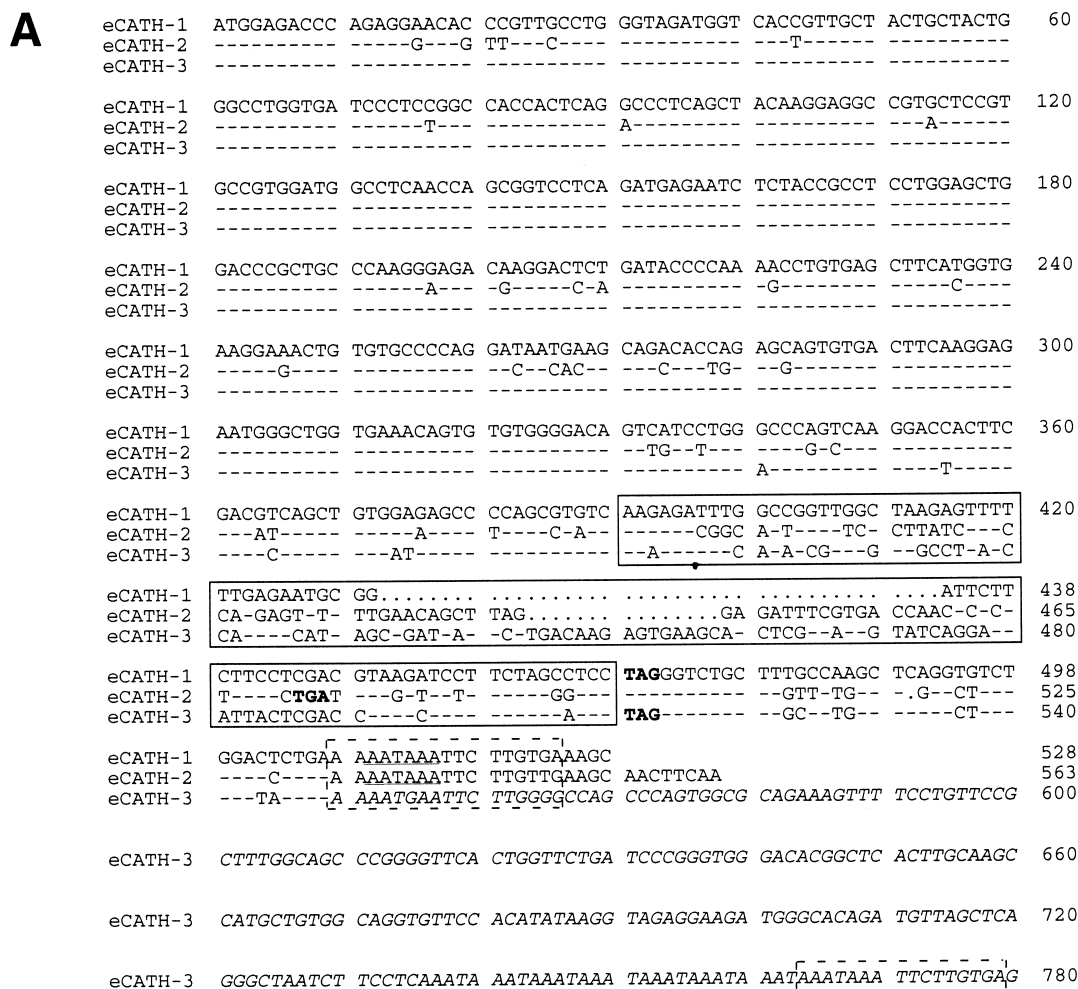 A
eCATH-1 ATGGAGACCC AGAGGAACAC CCGTTGCCTG GGTAGATGGT CACCGTTGCT ACTGCTACTG 60
eCATH-2 ---------- -----G---G TT---C---- ---------- ---T------ ----------
eCATH-3 ---------- ---------- ---------- ---------- ---------- ----------
eCATH-1 GGCCTGGTGA TCCCTCCGGC CACCACTCAG GCCCTCAGCT ACAAGGAGGC CGTGCTCCGT 120
eCATH-2 ---------- ------T--- ---------- A--------- ---------- ---A------
eCATH-3 ---------- ---------- ---------- ---------- ---------- ----------
eCATH-1 GCCGTGGATG GCCTCAACCA GCGGTCCTCA GATGAGAATC TCTACCGCCT CCTGGAGCTG 180
eCATH-2 ---------- ---------- ---------- ---------- ---------- ----------
eCATH-3 ---------- ---------- ---------- ---------- ---------- ----------
eCATH-1 GACCCGCTGC CCAAGGGAGA CAAGGACTCT GATACCCCAA AACCTGTGAG CTTCATGGTG 240
eCATH-2 ---------- ------A--- -G----C-A- ---------- -G-------- -----C----
eCATH-3 ---------- ---------- ---------- ---------- ---------- ----------
eCATH-1 AAGGAAACTG TGTGCCCCAG GATAATGAAG CAGACACCAG AGCAGTGTGA CTTCAAGGAG 300
eCATH-2 -----G---- ---------- --C--CAC-- ---C---TG- --G------- ----------
eCATH-3 ---------- ---------- ---------- ---------- ---------- ----------
eCATH-1 AATGGGCTGG TGAAACAGTG TGTGGGGACA GTCATCCTGG GCCCAGTCAA GGACCACTTC 360
eCATH-2 ---------- ---------- ---------- --TG--T--- ----G-C--- ----------
eCATH-3 ---------- ---------- ---------- ---------- A--------- ----T-----
eCATH-1 GACGTCAGCT GTGGAGAGCC CCAGCGTGTC AAGAGATTTG GCCGGTTGGC TAAGAGTTTT 420
eCATH-2 ---AT----- -----A---- T----C-A-- ------CGGC A-T----TC- CTTATC---C
eCATH-3 ----C----- ---AT----- ---------- --A------C A-A-CG---G --GCCT-A-C
eCATH-1 TTGAGAATGC GG........ .......... .......... .......... ....ATTCTT 438
eCATH-2 CA-GAGT-T- TTGAACAGCT TAG....... ........GA GATTTCGTGA CCAAC-C-C- 465
eCATH-3 CA----CAT- AGC-GAT-A- C-TGACAAG AGTGAAGCA- CTCG--A--G TATCAGGA-- 480
eCATH-1 CTTCCTCGAC GTAAGATCCT TCTAGCCTCC TAGGGTCTGC TTTGCCAAGC TCAGGTGTCT 498
eCATH-2 T----CTGAT ---G-T--T- ----GG---- ---------- --GTT-TG-- .G--CT---- 525
eCATH-3 ATTACTCGAC C----C---- -----A---- TAG------- --GC--TG-- ----CT---- 540
eCATH-1 GGACTCTGAA AAATAAATTC TTGTGAAAGC 528
eCATH-2 ----C----A AAATAAATTC TTGTTGAAGC AACTTCAA 563
eCATH-3 ---TA----A AAATGAATTC TTGGGGCCAG CCCAGTGGCG CAGAAAGTTT TCCTGTTCCG 600
eCATH-3 CTTTGGCAGC CCGGGGTTCA CTGGTTCTGA TCCCGGGTGG GACACGGCTC ACTTGCAAGC 660
eCATH-3 CATGCTGTGG CAGGTGTTCC ACATATAAGG TAGAGGAAGA TGGGCACAGA TGTTAGCTCA 720
eCATH-3 GGGCTAATCT TCCTCAAATA AATAAATAAA TAAATAAATA AATAAATAAA TTCTTGTGAG 780